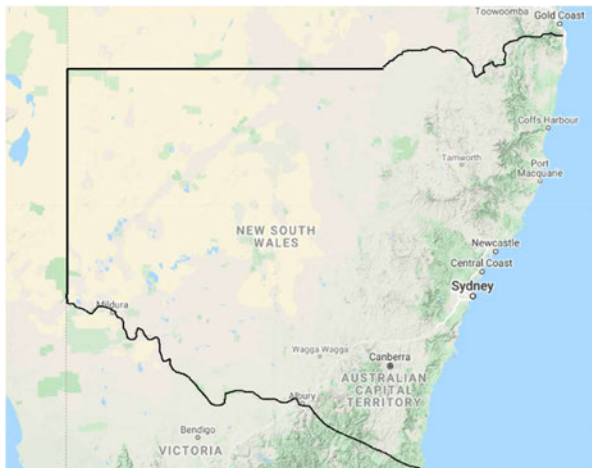 Toowoomba
Gold Coast
Coffs Harbour
Tamworth
Port
Macquarie
NEW SOUTH
WALES
Newcastle
Central Coast
Sydney
Mildura
Wagga Wagga
Canberra
AUSTRALIAN
CAPITAL
TERRITORY
Albury
Bendigo
VICTORIA